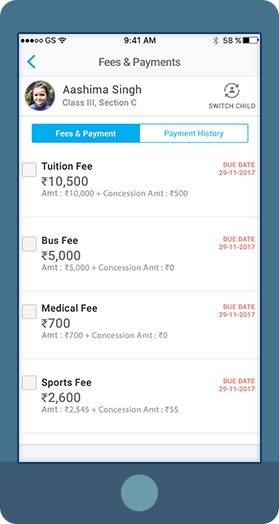 GS 9:41 AM 58 %
Fees & Payments
Aashima Singh
Class III, Section C
SWITCH CHILD
Fees & Payment Payment History
Tuition Fee DUE DATE
29-11-2017
₹10,500
Amt : ₹10,000 + Concession Amt : ₹500
Bus Fee DUE DATE
29-11-2017
₹5,000
Amt : ₹5,000 + Concession Amt : ₹0
Medical Fee DUE DATE
29-11-2017
₹700
Amt : ₹700 + Concession Amt : ₹0
Sports Fee DUE DATE
29-11-2017
₹2,600
Amt : ₹2,545 + Concession Amt : ₹55